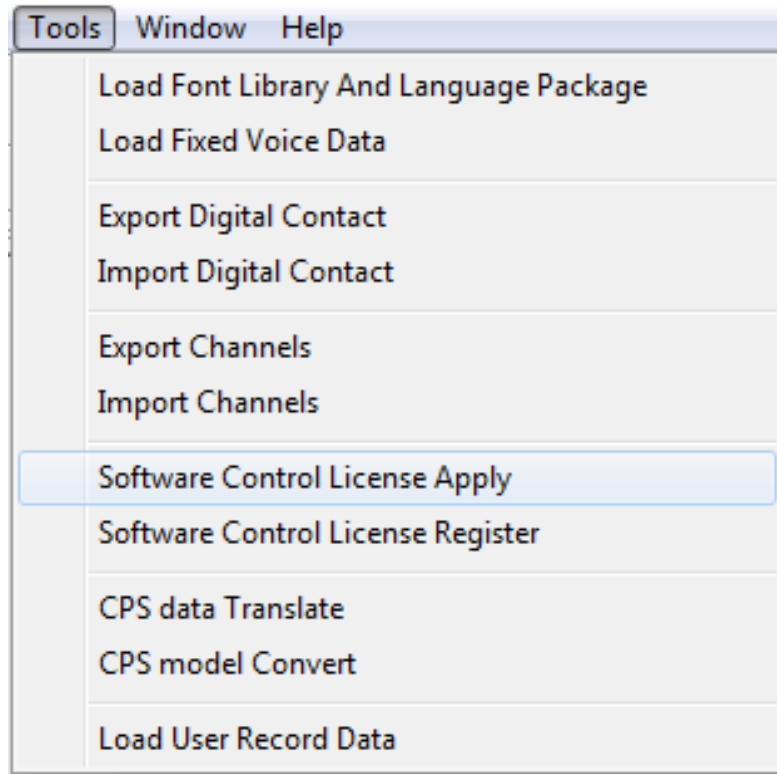 Tools Window Help
Load Font Library And Language Package
Load Fixed Voice Data
Export Digital Contact
Import Digital Contact
Export Channels
Import Channels
Software Control License Apply
Software Control License Register
CPS data Translate
CPS model Convert
Load User Record Data